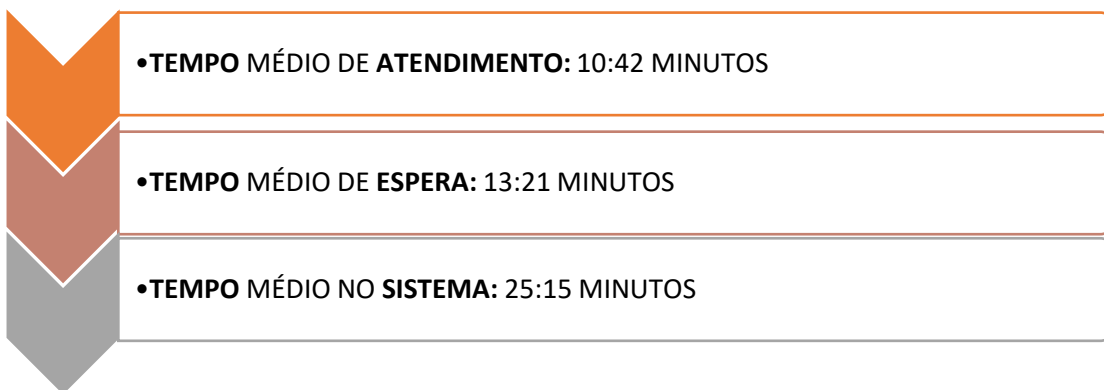 •TEMPO MÉDIO DE ATENDIMENTO: 10:42 MINUTOS
•TEMPO MÉDIO DE ESPERA: 13:21 MINUTOS
•TEMPO MÉDIO NO SISTEMA: 25:15 MINUTOS